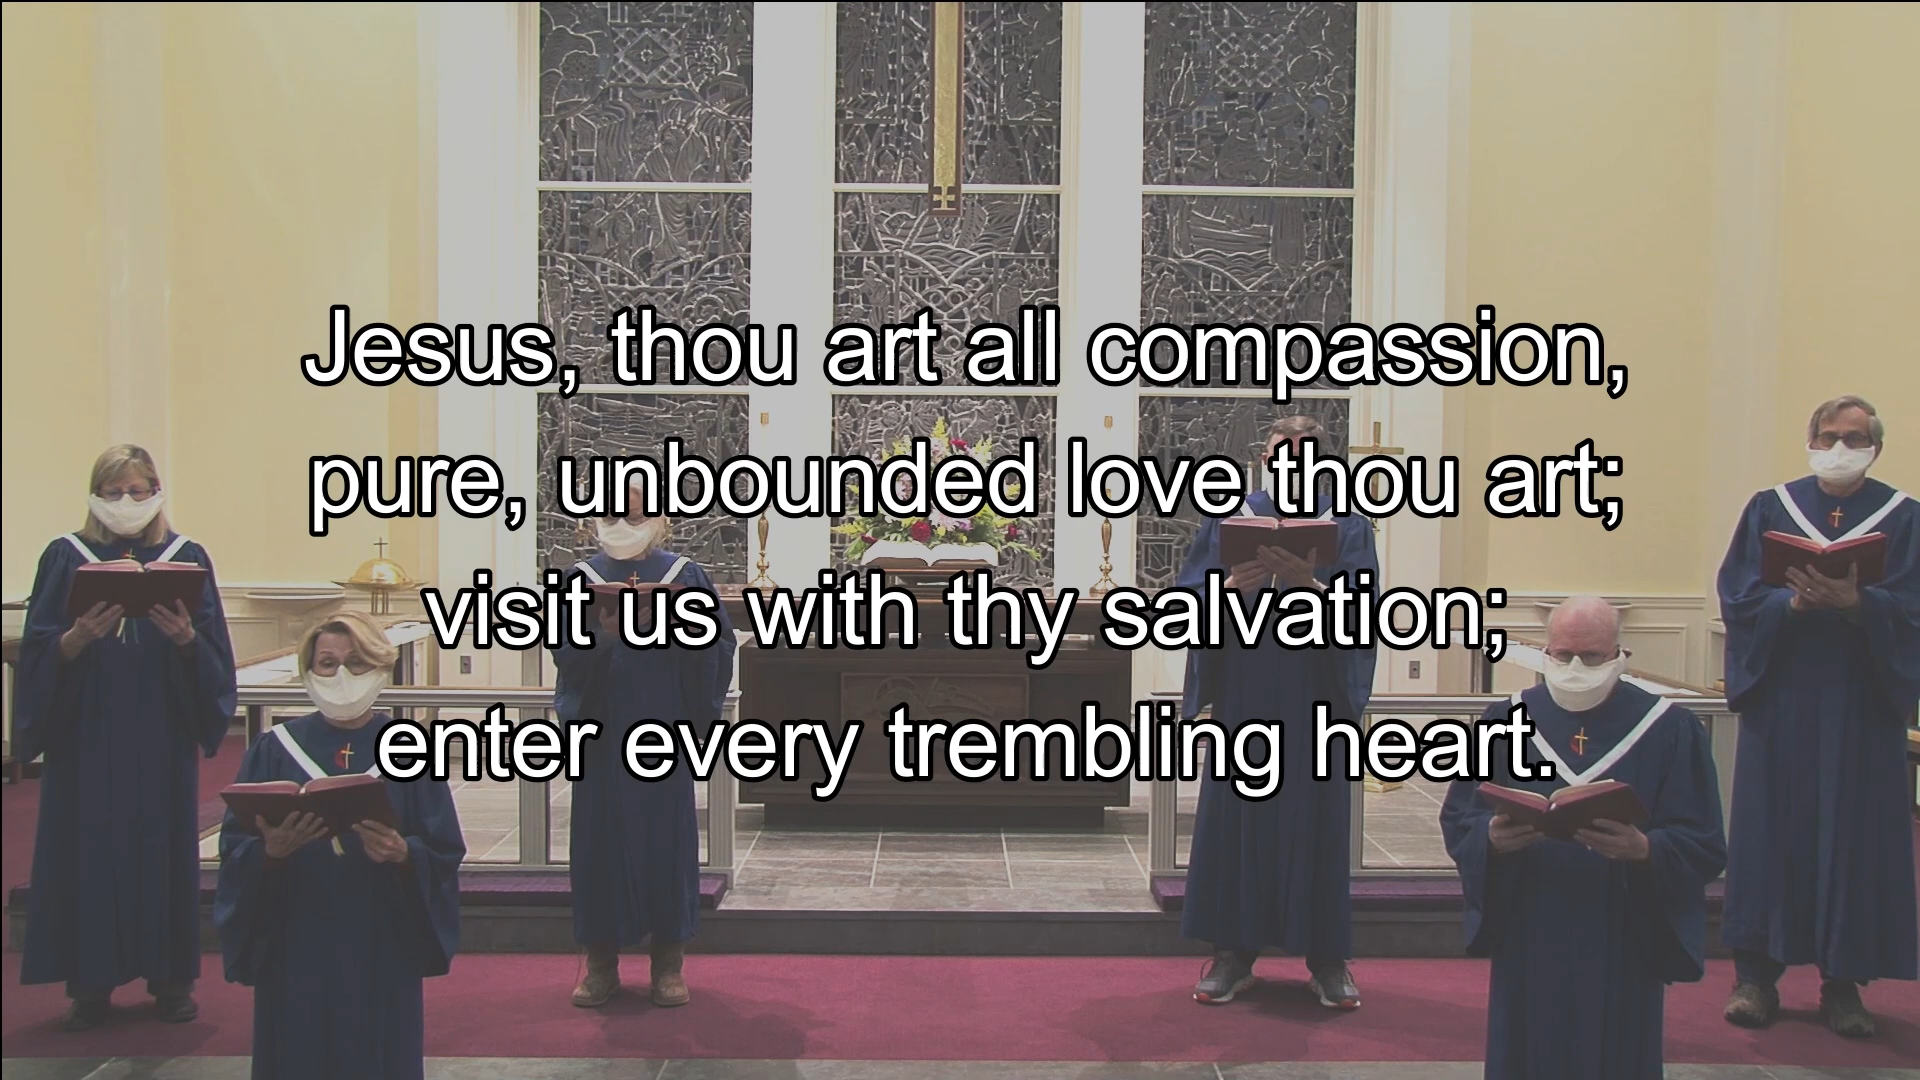 Jesus, thou art all compassion,
pure, unbounded love thou art;
visit us with thy salvation;
enter every trembling heart.